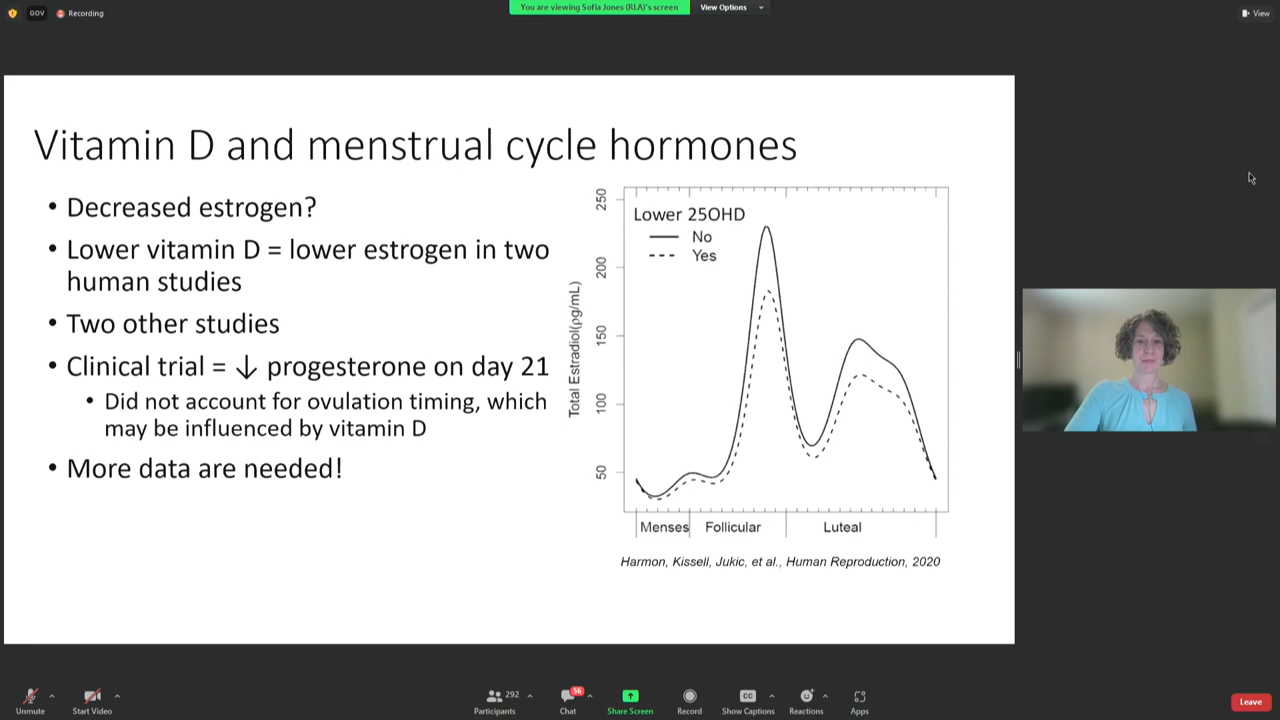 GOV
Recording
You are viewing Sofia Jones (RLA)'s screen
View Options
View
Vitamin D and menstrual cycle hormones
• Decreased estrogen?
• Lower vitamin D = lower estrogen in two
human studies
• Two other studies
• Clinical trial = ↓ progesterone on day 21
• Did not account for ovulation timing, which
may be influenced by vitamin D
• More data are needed!
Total Estradiol(ρg/mL)
250
200
150
100
50
Lower 25OHD
No
Yes
Menses
Follicular
Luteal
Harmon, Kissell, Jukic, et al., Human Reproduction, 2020
Unmute
Start Video
292
Participants
56
Chat
Share Screen
Record
CC
Show Captions
Reactions
Apps
Leave